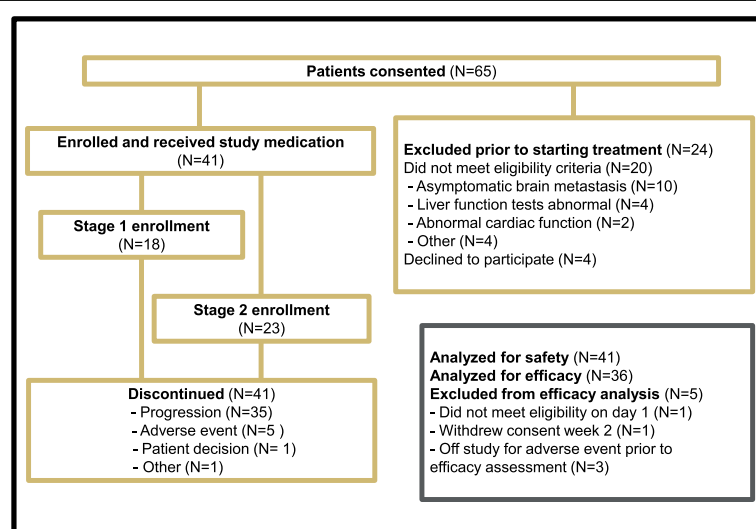 Patients consented (N=65)
Enrolled and received study medication
(N=41)
Stage 1 enrollment
(N=18)
Stage 2 enrollment
(N=23)
Discontinued (N=41)
- Progression (N=35)
- Adverse event (N=5 )
- Patient decision (N= 1)
- Other (N=1)
Excluded prior to starting treatment (N=24)
Did not meet eligibility criteria (N=20)
- Asymptomatic brain metastasis (N=10)
- Liver function tests abnormal (N=4)
- Abnormal cardiac function (N=2)
- Other (N=4)
Declined to participate (N=4)
Analyzed for safety (N=41)
Analyzed for efficacy (N=36)
Excluded from efficacy analysis (N=5)
- Did not meet eligibility on day 1 (N=1)
- Withdrew consent week 2 (N=1)
- Off study for adverse event prior to
efficacy assessment (N=3)